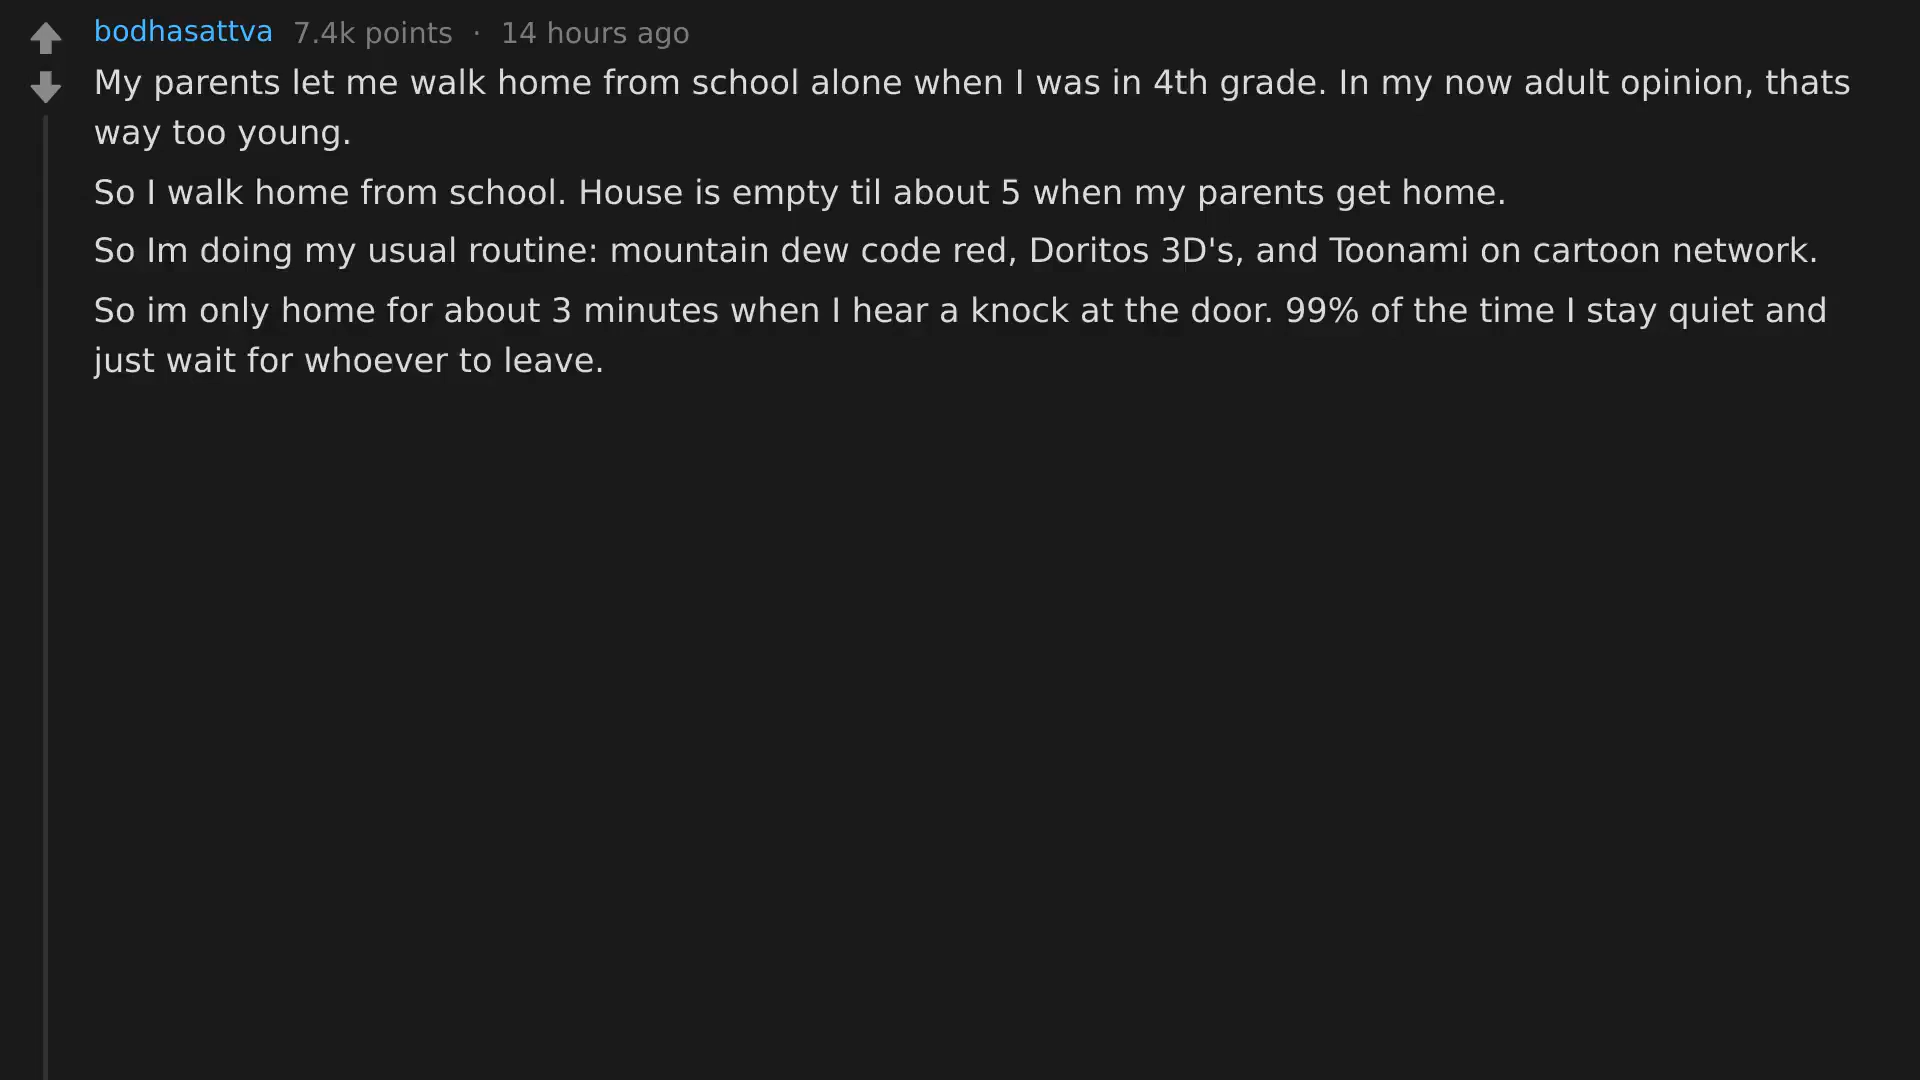 bodhasattva 7.4k points · 14 hours ago
My parents let me walk home from school alone when I was in 4th grade. In my now adult opinion, thats
way too young.
So I walk home from school. House is empty til about 5 when my parents get home.
So Im doing my usual routine: mountain dew code red, Doritos 3D's, and Toonami on cartoon network.
So im only home for about 3 minutes when I hear a knock at the door. 99% of the time I stay quiet and
just wait for whoever to leave.